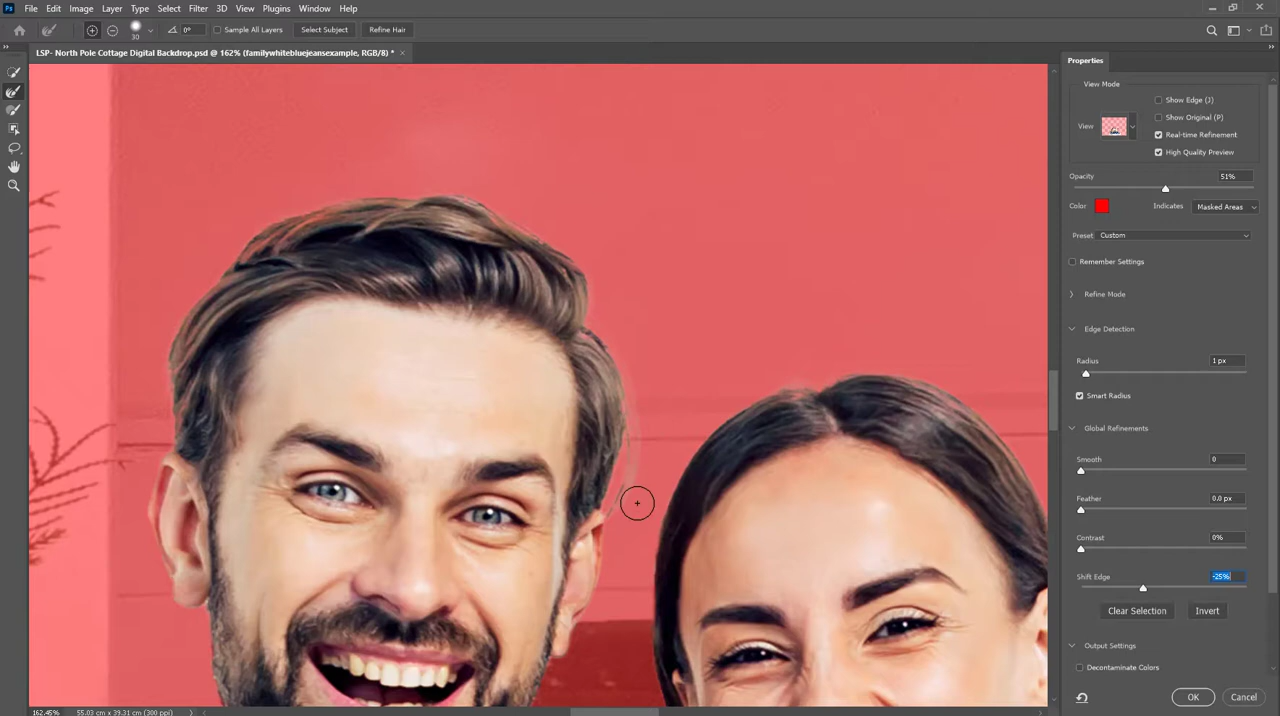 Ps File Edit Image Layer Type Select Filter 3D View Plugins Window Help
30 0° Sample All Layers Select Subject Refine Hair
LSP- North Pole Cottage Digital Backdrop.psd @ 162% (familywhitebluejeansexample, RGB/8) * ×
Properties
View Mode
Show Edge (J)
Show Original (P)
View
Real-time Refinement
High Quality Preview
Opacity 51%
Color Indicates Masked Areas
Preset Custom
Remember Settings
Refine Mode
Edge Detection
Radius 1 px
Smart Radius
Global Refinements
Smooth 0
Feather 0.0 px
Contrast 0%
Shift Edge -25%
Clear Selection Invert
Output Settings
Decontaminate Colors
OK Cancel
162.45% 55.03 cm x 39.31 cm (300 ppi)